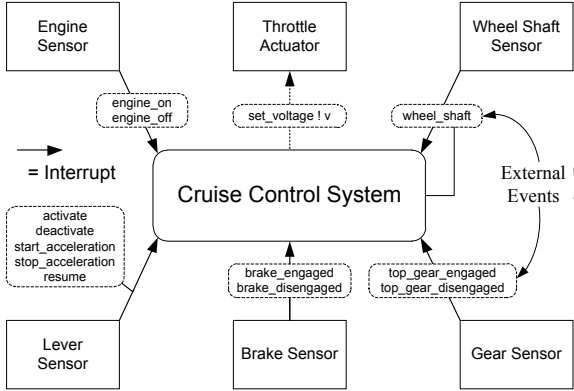 Engine
Sensor
Throttle
Actuator
Wheel Shaft
Sensor
engine_on
engine_off
set_voltage ! v
wheel_shaft
= Interrupt
Cruise Control System
External
Events
activate
deactivate
start_acceleration
stop_acceleration
resume
brake_engaged
brake_disengaged
top_gear_engaged
top_gear_disengaged
Lever
Sensor
Brake Sensor
Gear Sensor